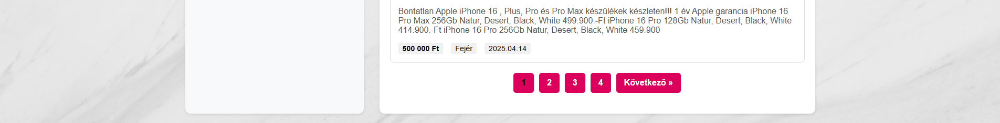 Bontatlan Apple iPhone 16 , Plus, Pro és Pro Max készülékek készleten!!! 1 év Apple garancia iPhone 16
Pro Max 256Gb Natur, Desert, Black, White 499.900.-Ft iPhone 16 Pro 128Gb Natur, Desert, Black, White
414.900.-Ft iPhone 16 Pro 256Gb Natur, Desert, Black, White 459.900
500 000 Ft Fejér 2025.04.14
1 2 3 4 Következő »